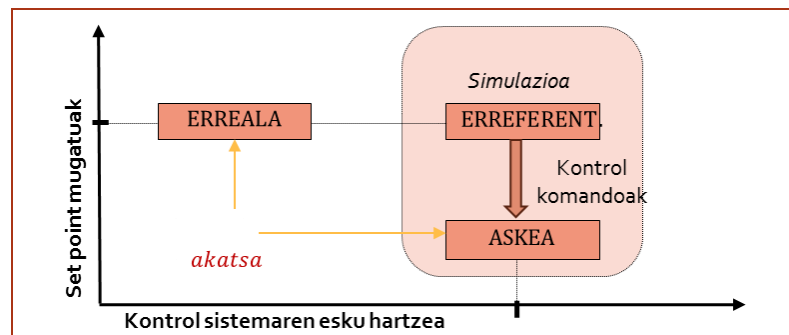 Set point mugatuak
Simulazioa
ERREALA
ERREFERENT.
Kontrol
komandoak
ASKEA
akatsa
Kontrol sistemaren esku hartzea